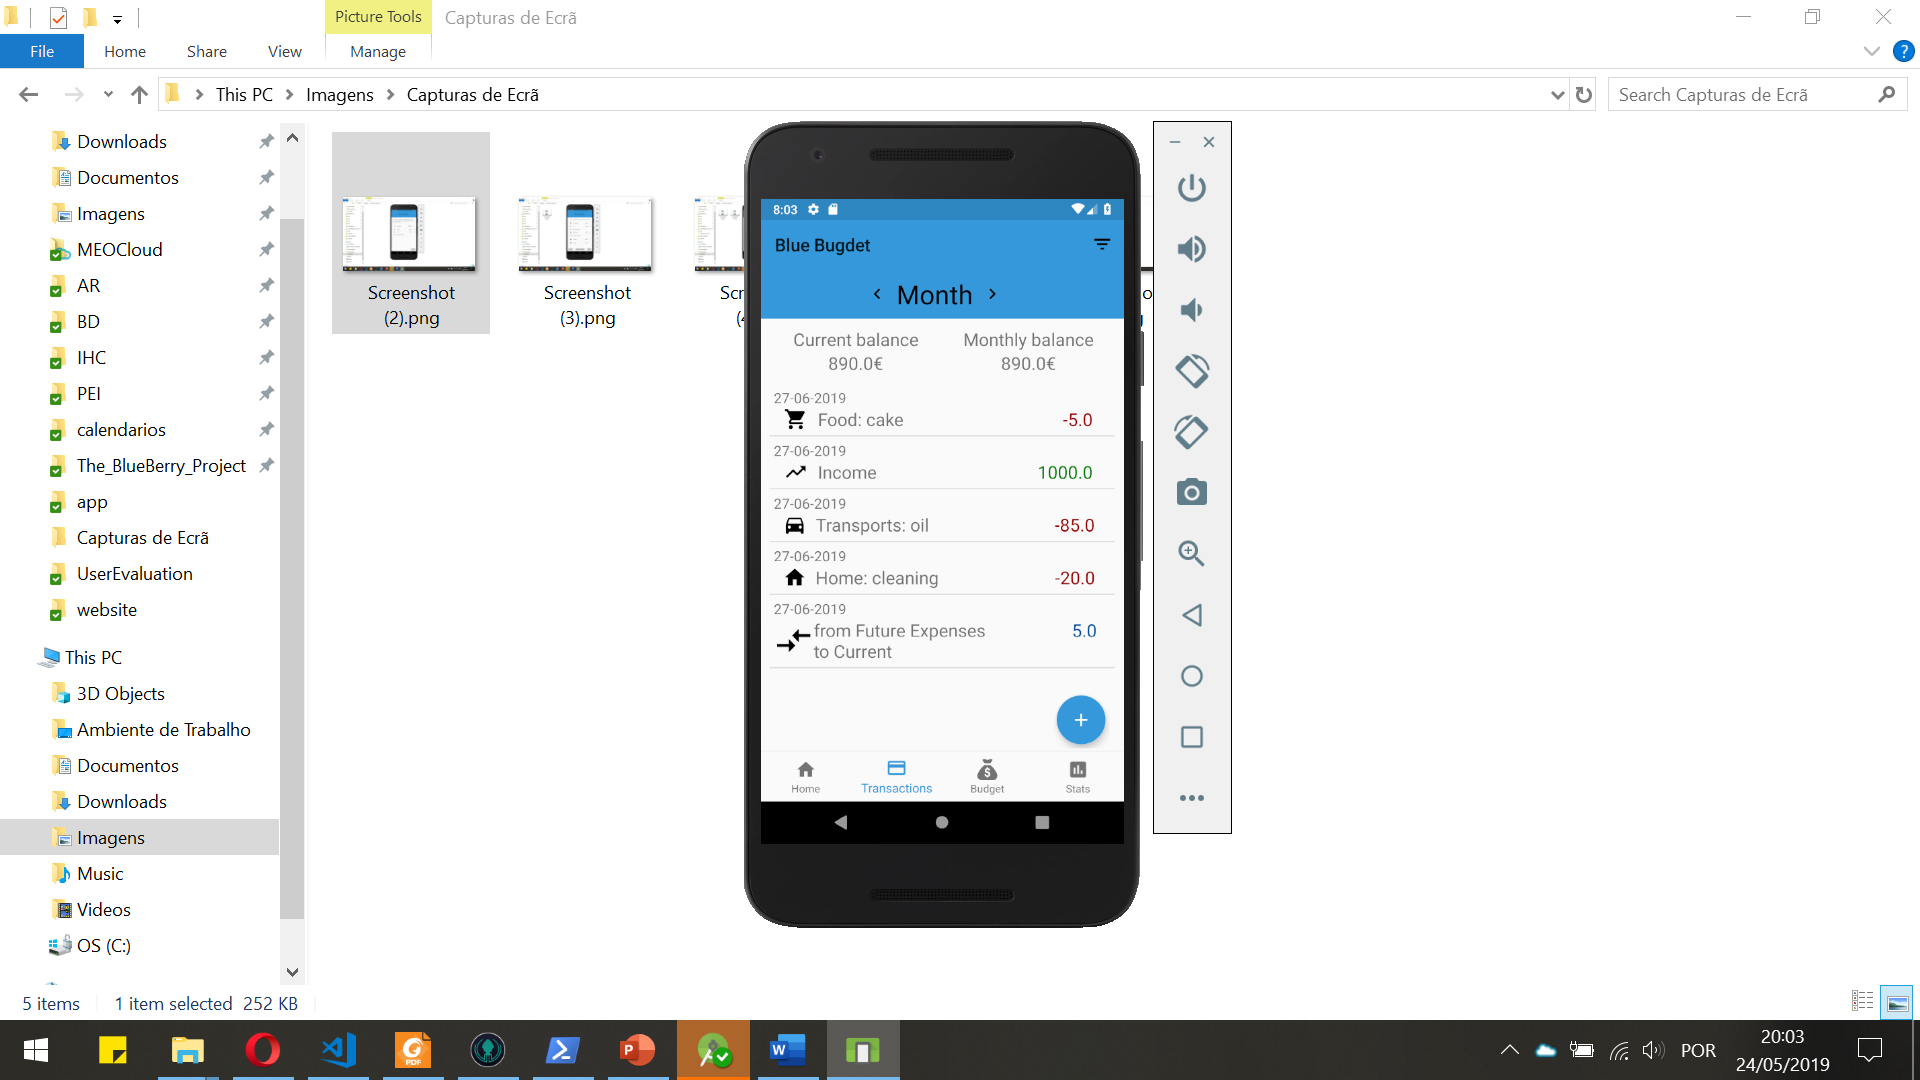 Picture Tools
Capturas de Ecrã
File
Home
Share
View
Manage
This PC
Imagens
Capturas de Ecrã
Search Capturas de Ecrã
Downloads
Documentos
Imagens
MEOCloud
AR
BD
IHC
PEI
calendarios
The_BlueBerry_Project
app
Capturas de Ecrã
UserEvaluation
website
This PC
3D Objects
Ambiente de Trabalho
Documentos
Downloads
Imagens
Music
Videos
OS (C:)
Screenshot
(2).png
Screenshot
(3).png
8:03
Blue Bugdet
Month
Current balance
890.0€
Monthly balance
890.0€
27-06-2019
Food: cake
-5.0
27-06-2019
Income
1000.0
27-06-2019
Transports: oil
-85.0
27-06-2019
Home: cleaning
-20.0
27-06-2019
from Future Expenses
to Current
5.0
Home
Transactions
Budget
Stats
5 items
1 item selected 252 KB
POR
20:03
24/05/2019